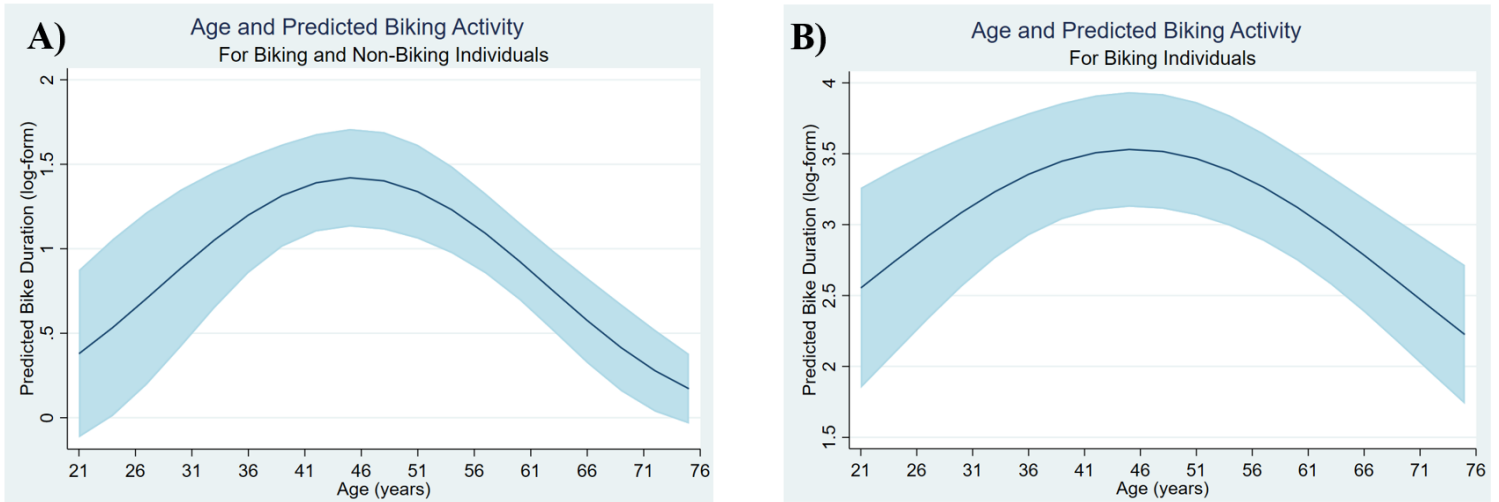 A)
Age and Predicted Biking Activity
For Biking and Non-Biking Individuals
Predicted Bike Duration (log-form)
2
1.5
1
.5
0
21 26 31 36 41 46 51 56 61 66 71 76
Age (years)
B)
Age and Predicted Biking Activity
For Biking Individuals
Predicted Bike Duration (log-form)
4
3.5
3
2.5
2
1.5
21 26 31 36 41 46 51 56 61 66 71 76
Age (years)